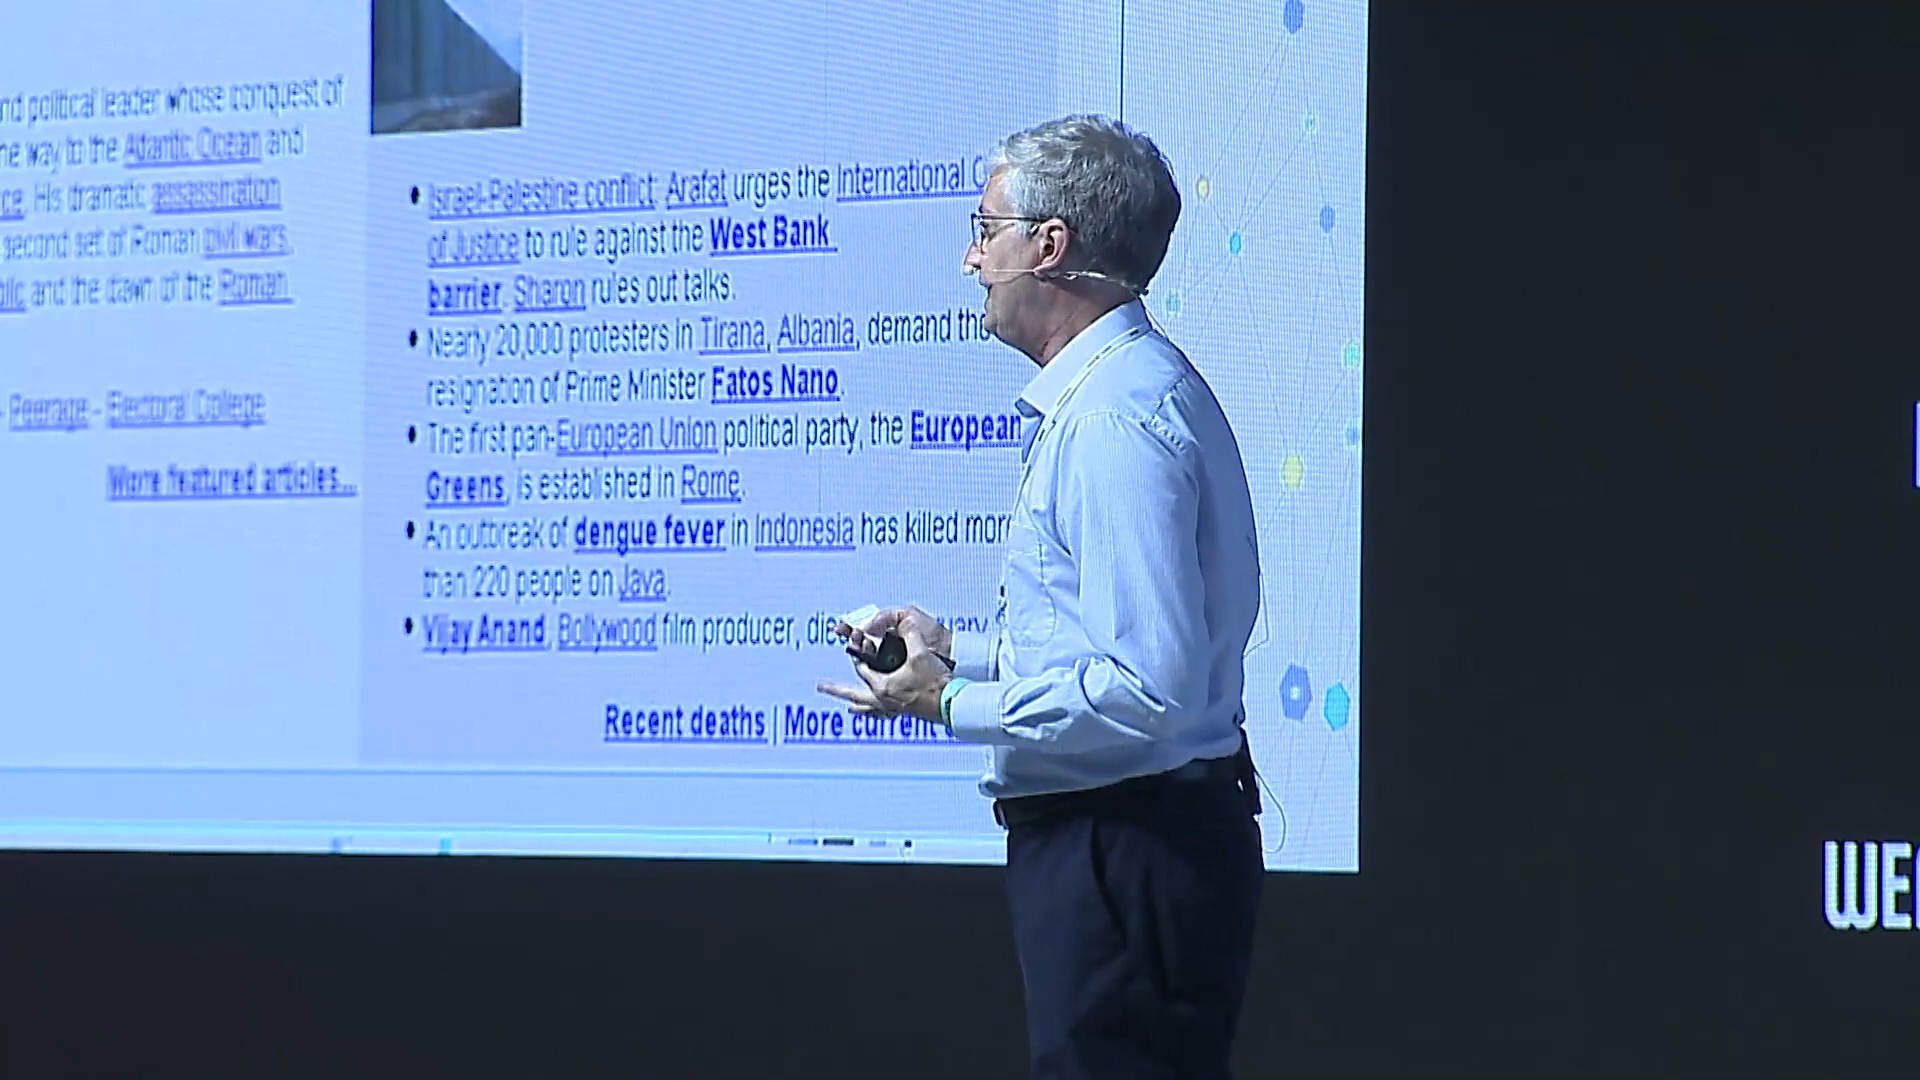 nd political leader whose conquest of
ne way to the Atlantic Ocean and
ce. His dramatic assassination
second set of Roman civil wars,
blic and the dawn of the Roman
- Peerage - Electoral College
More featured articles...
Israel-Palestine conflict: Arafat urges the International C
of Justice to rule against the West Bank
barrier. Sharon rules out talks.
Nearly 20,000 protesters in Tirana, Albania, demand the
resignation of Prime Minister Fatos Nano.
The first pan-European Union political party, the European
Greens, is established in Rome.
An outbreak of dengue fever in Indonesia has killed mor
than 220 people on Java.
Vijay Anand, Bollywood film producer, died uary
Recent deaths | More current
WE